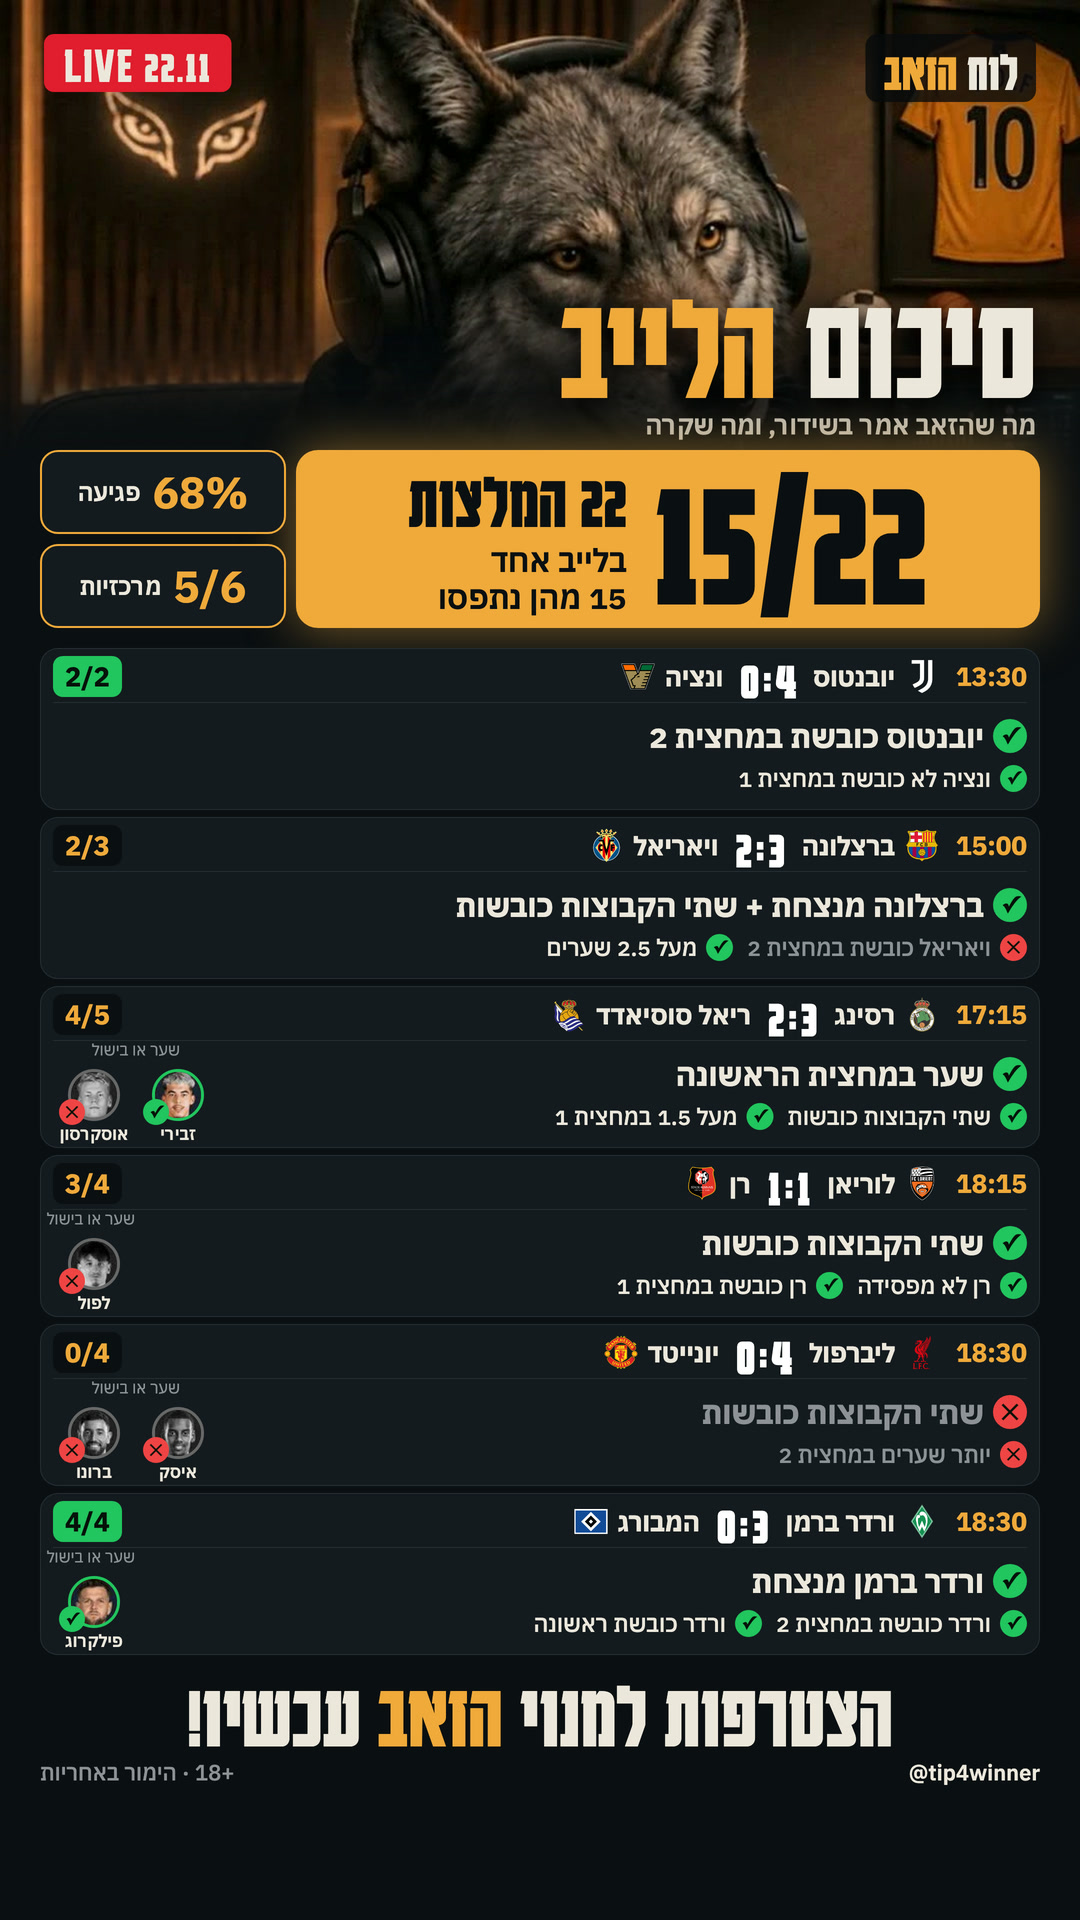 לוח הזאב
LIVE 22.11
10
סיכום הלייב
מה שהזאב אמר בשידור, ומה שקרה
15/22
22 המלצות
בלייב אחד
15 מהן נתפסו
68% פגיעה
5/6 מרכזיות
13:30 יובנטוס 0:4 ונציה 2/2
יובנטוס כובשת במחצית 2
ונציה לא כובשת במחצית 1
15:00 ברצלונה 2:3 ויאריאל 2/3
ברצלונה מנצחת + שתי הקבוצות כובשות
ויאריאל כובשת במחצית 2 מעל 2.5 שערים
17:15 רסינג 2:3 ריאל סוסיאדד 4/5
שער או בישול
שער במחצית הראשונה
שתי הקבוצות כובשות מעל 1.5 במחצית 1
זבירי אוסקרסון
18:15 לוריאן 1:1 רן 3/4
שער או בישול
שתי הקבוצות כובשות
רן לא מפסידה רן כובשת במחצית 1
לפול
18:30 ליברפול 0:4 יונייטד 0/4
שער או בישול
שתי הקבוצות כובשות
יותר שערים במחצית 2
איסק ברונו
18:30 ורדר ברמן 0:3 המבורג 4/4
שער או בישול
ורדר ברמן מנצחת
ורדר כובשת במחצית 2 ורדר כובשת ראשונה
פילקרוג
הצטרפות למנוי הזאב עכשיו!
@tip4winner
18+ · הימור באחריות